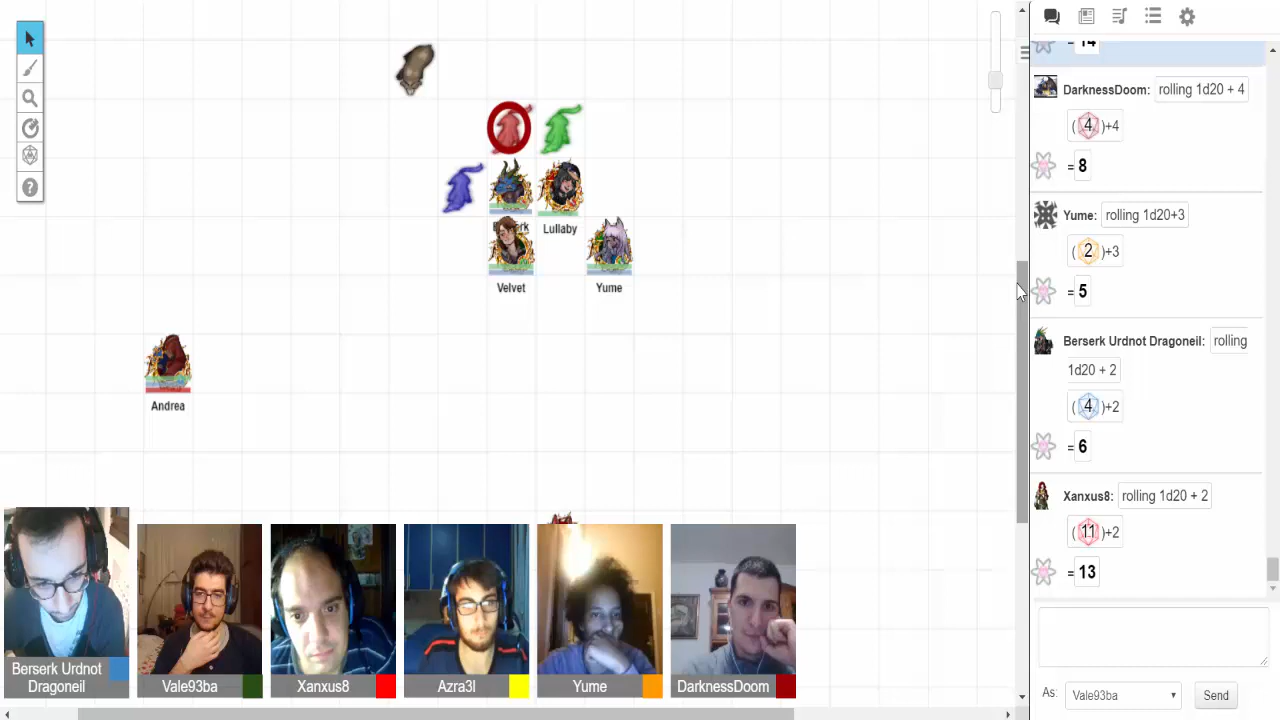 14
DarknessDoom: rolling 1d20 + 4
(4)+4
= 8
Yume: rolling 1d20+3
(2)+3
= 5
Berserk Urdnot Dragoneil: rolling
1d20 + 2
(4)+2
= 6
Xanxus8: rolling 1d20 + 2
(11)+2
= 13
As: Vale93ba Send
Lullaby
Velvet
Yume
Andrea
Berserk Urdnot
Dragoneil
Vale93ba
Xanxus8
Azra3l
Yume
DarknessDoom